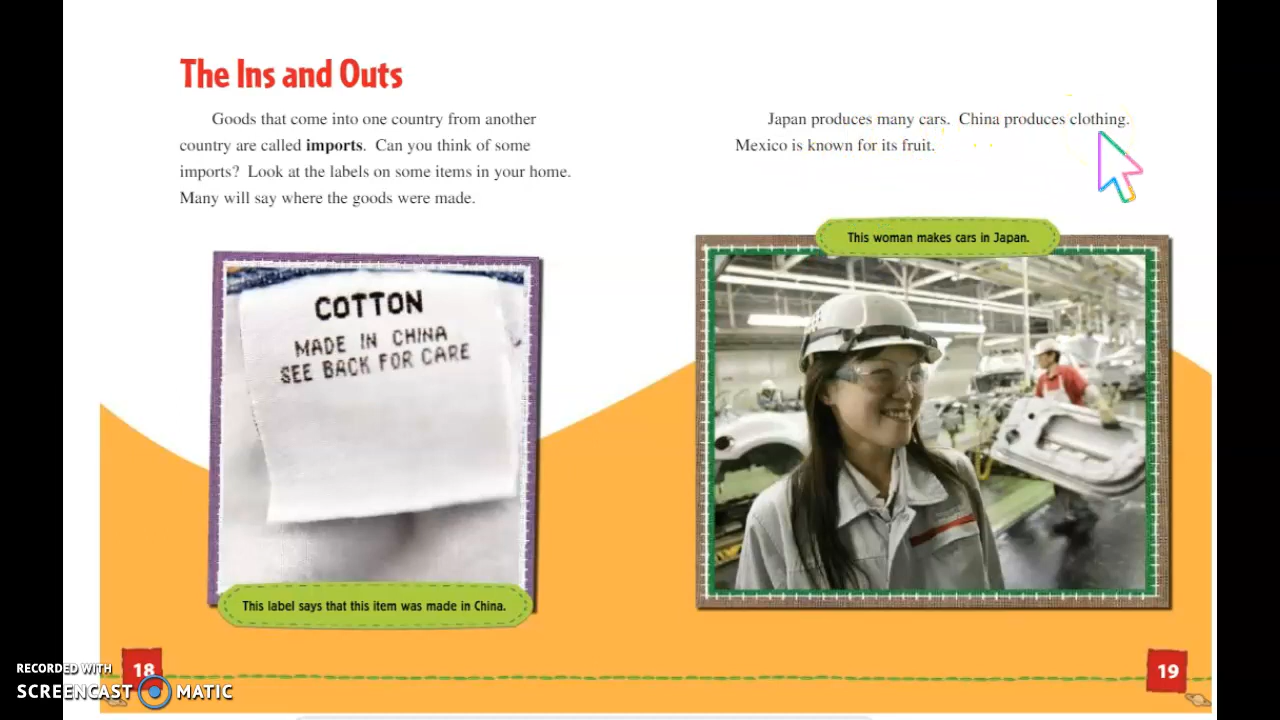 The Ins and Outs
Goods that come into one country from another
country are called imports. Can you think of some
imports? Look at the labels on some items in your home.
Many will say where the goods were made.
COTTON
MADE IN CHINA
SEE BACK FOR CARE
This label says that this item was made in China.
18
Japan produces many cars. China produces clothing.
Mexico is known for its fruit.
This woman makes cars in Japan.
19
RECORDED WITH
SCREENCAST MATIC